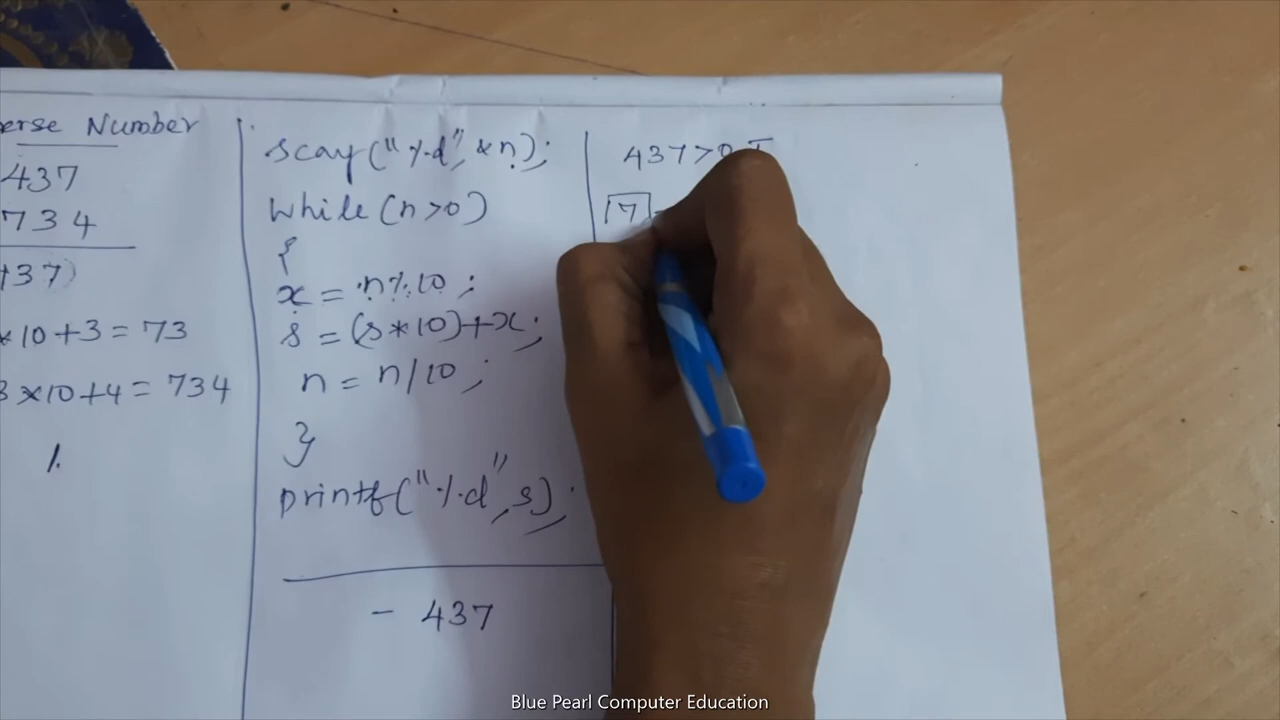 erse Number
437
734
437)
*10+3=73
3×10+4=734
1.
scanf("%d",&n);
while(n>0)
{
x=n%10;
s=(s*10)+x;
n=n/10;
}
printf("%d",s);
- 437
437>0 T
7
Blue Pearl Computer Education